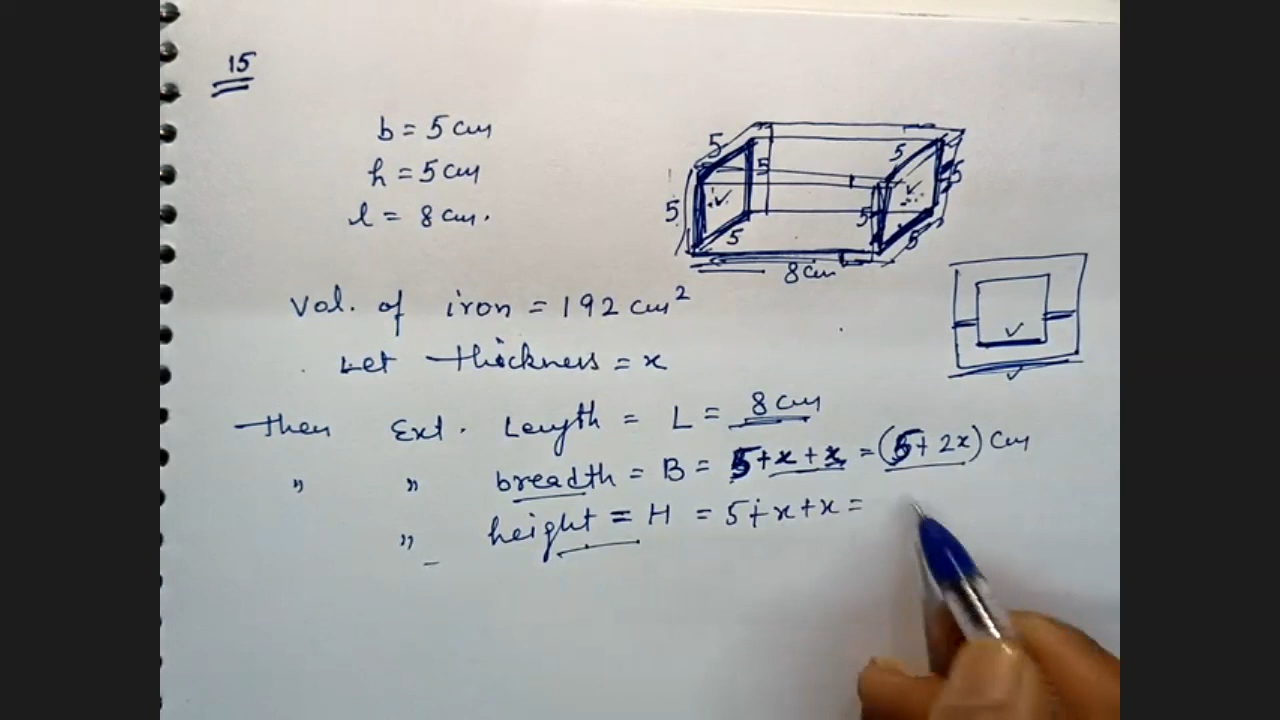 15
b = 5 cm
h = 5 cm
l = 8 cm.
5 5 5
5 5 5
5 5 5
8 cm
Vol. of iron = 192 cm²
Let thickness = x
Then Ext. Length = L = 8 cm
" " breadth = B = 5 + x + x = (5 + 2x) cm
" height = H = 5 + x + x =